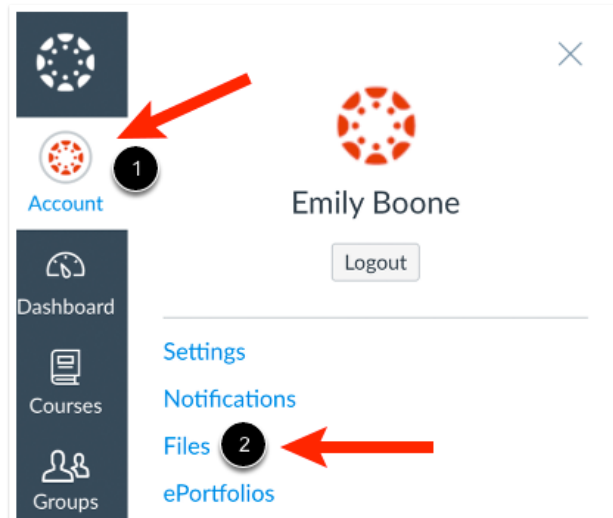 1
Account
Dashboard
Courses
Groups
Emily Boone
Logout
Settings
Notifications
Files 2
ePortfolios